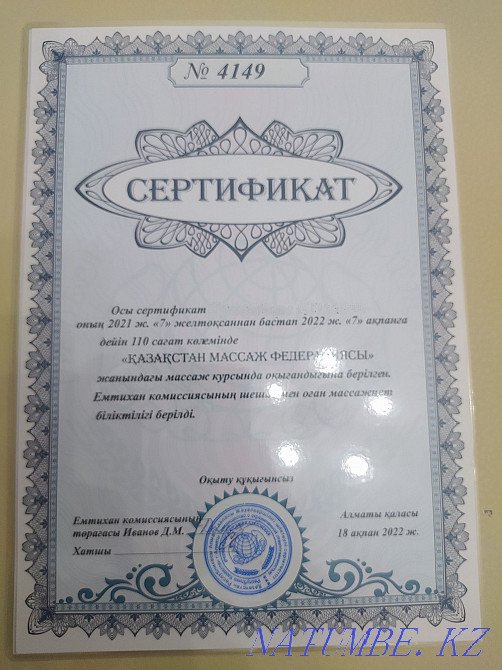 № 4149
СЕРТИФИКАТ
Осы сертификат
оның 2021 ж. «7» желтоқсаннан бастап 2022 ж. «7» ақпанға
дейін 110 сағат көлемінде
«ҚАЗАҚСТАН МАССАЖ ФЕДЕРАЦИЯСЫ»
жанындағы массаж курсында оқығандығына берілген.
Емтихан комиссиясының шешімімен оған массажист
біліктілігі берілді.
Оқыту құқығынсыз
Емтихан комиссиясының
төрағасы Иванов Д.М.
Хатшы
Алматы қаласы
18 ақпан 2022 ж.
NATUMBE. KZ